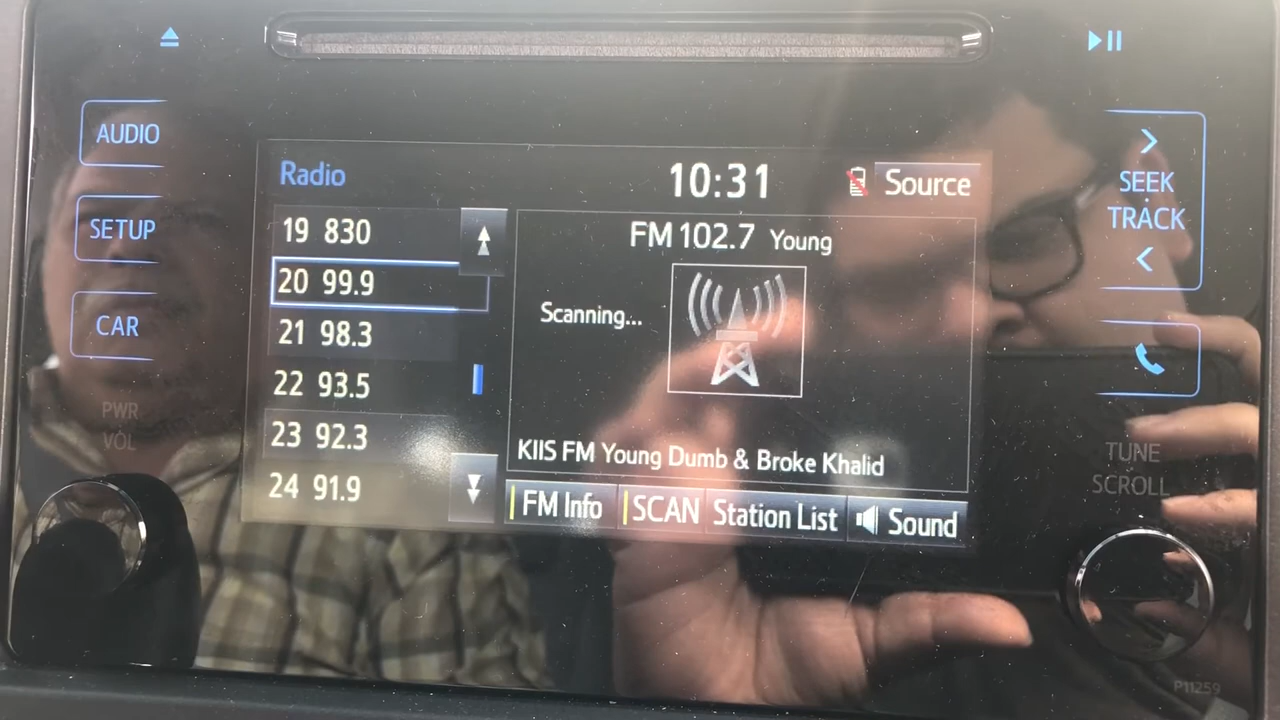 AUDIO
SETUP
CAR
PWR
VOL
Radio
10:31
Source
19 830
20 99.9
21 98.3
22 93.5
23 92.3
24 91.9
FM 102.7 Young
Scanning...
KIIS FM Young Dumb & Broke Khalid
FM Info
SCAN
Station List
Sound
SEEK
TRACK
TUNE
SCROLL
P11259